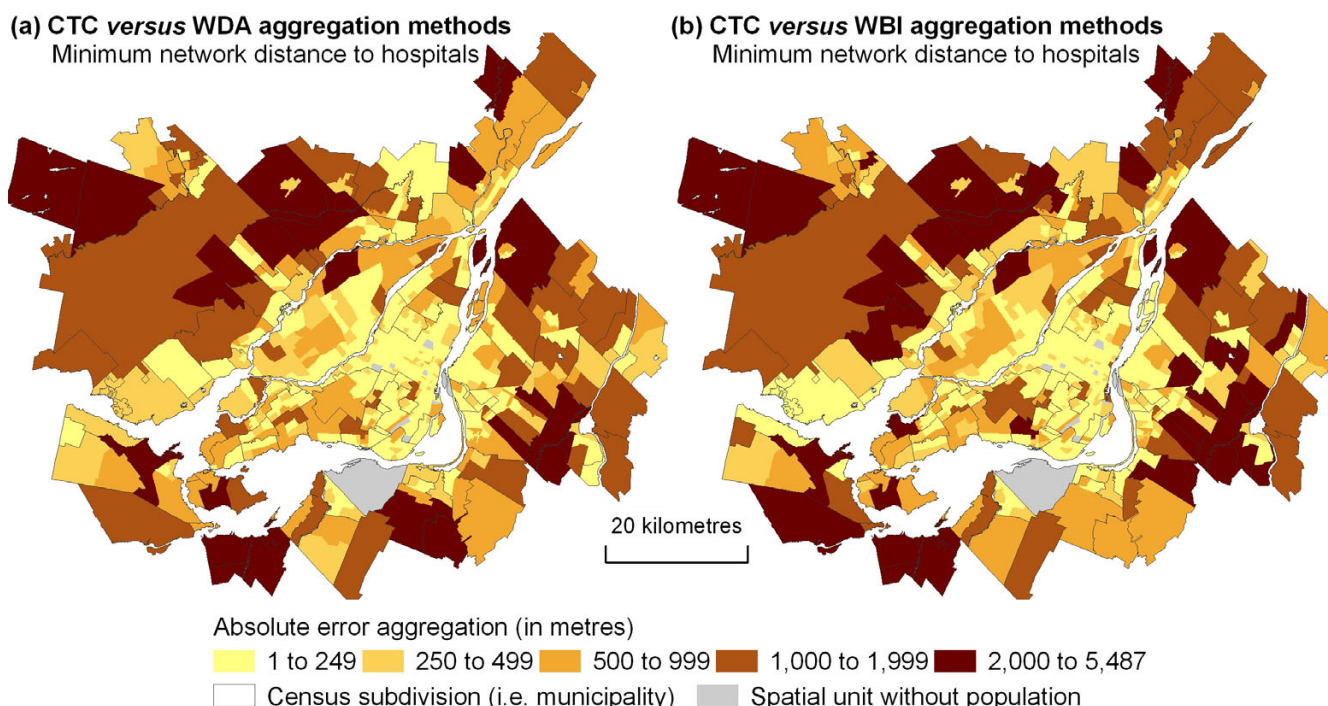 (a) CTC versus WDA aggregation methods
Minimum network distance to hospitals
(b) CTC versus WBI aggregation methods
Minimum network distance to hospitals
20 kilometres
Absolute error aggregation (in metres)
1 to 249 250 to 499 500 to 999 1,000 to 1,999 2,000 to 5,487
Census subdivision (i.e. municipality) Spatial unit without population